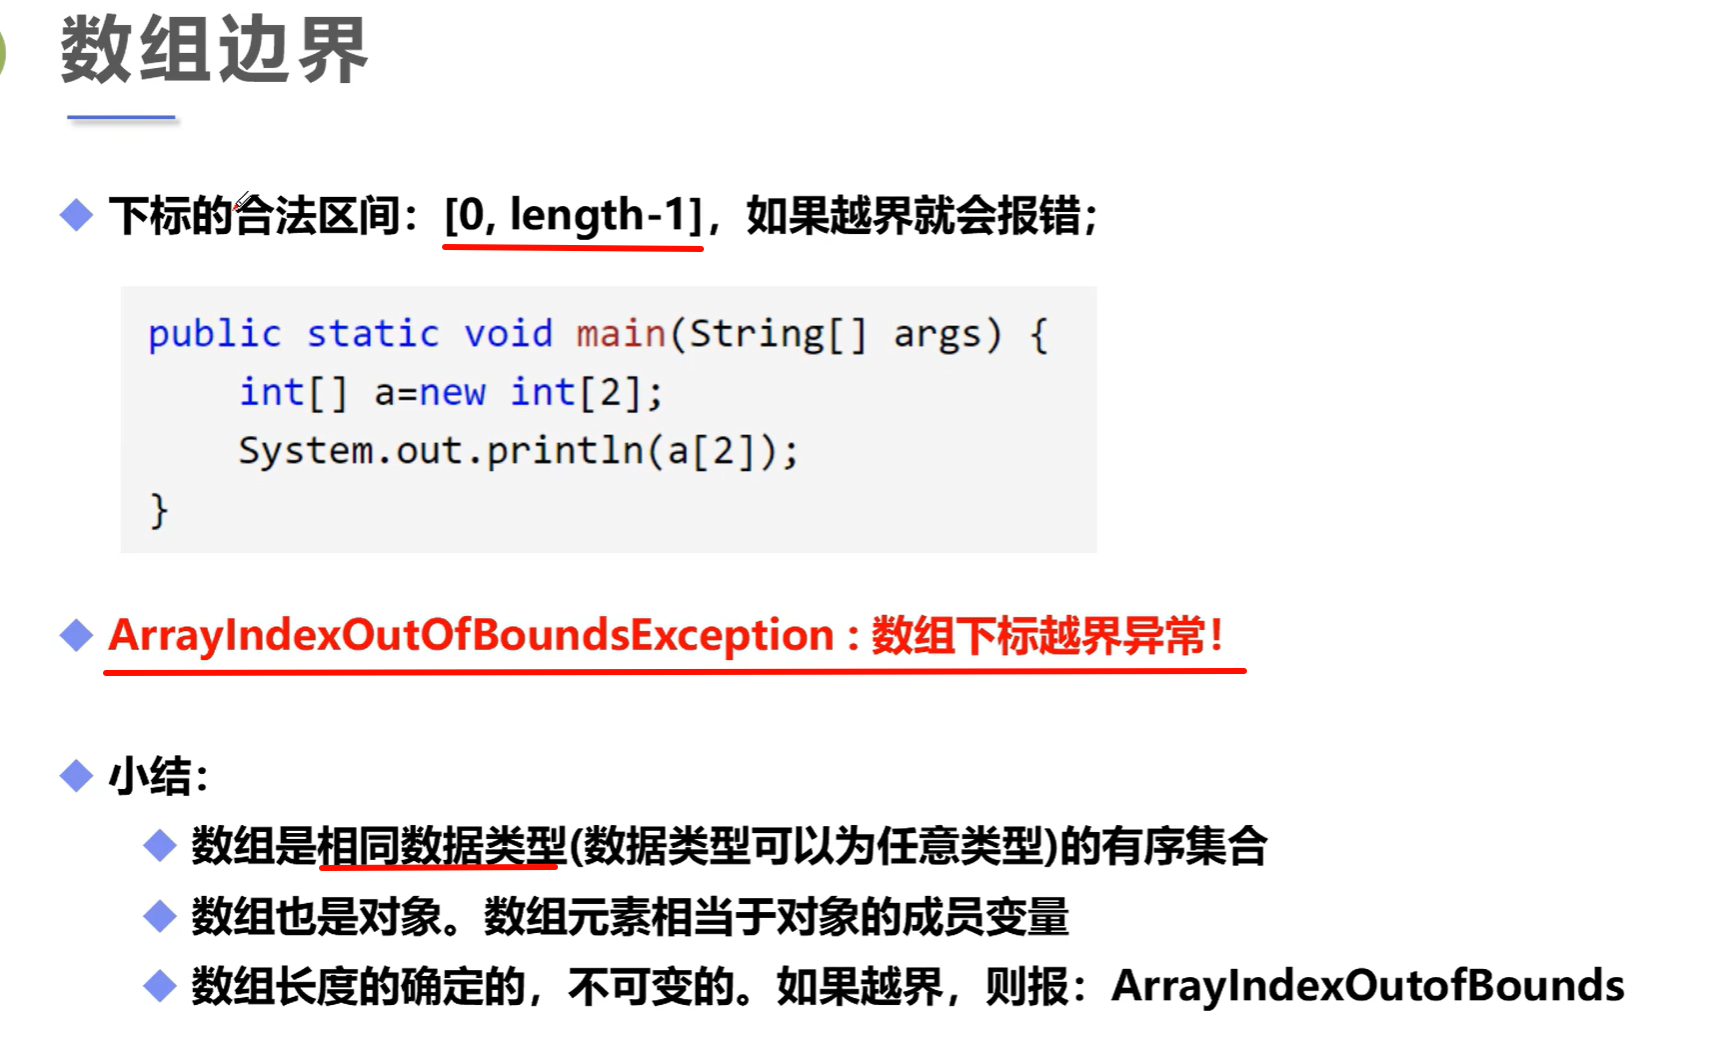 数组边界
下标的合法区间：[0, length-1]，如果越界就会报错；
public static void main(String[] args) {
    int[] a=new int[2];
    System.out.println(a[2]);
}
ArrayIndexOutOfBoundsException : 数组下标越界异常！
小结：
数组是相同数据类型(数据类型可以为任意类型)的有序集合
数组也是对象。数组元素相当于对象的成员变量
数组长度的确定的，不可变的。如果越界，则报：ArrayIndexOutofBounds